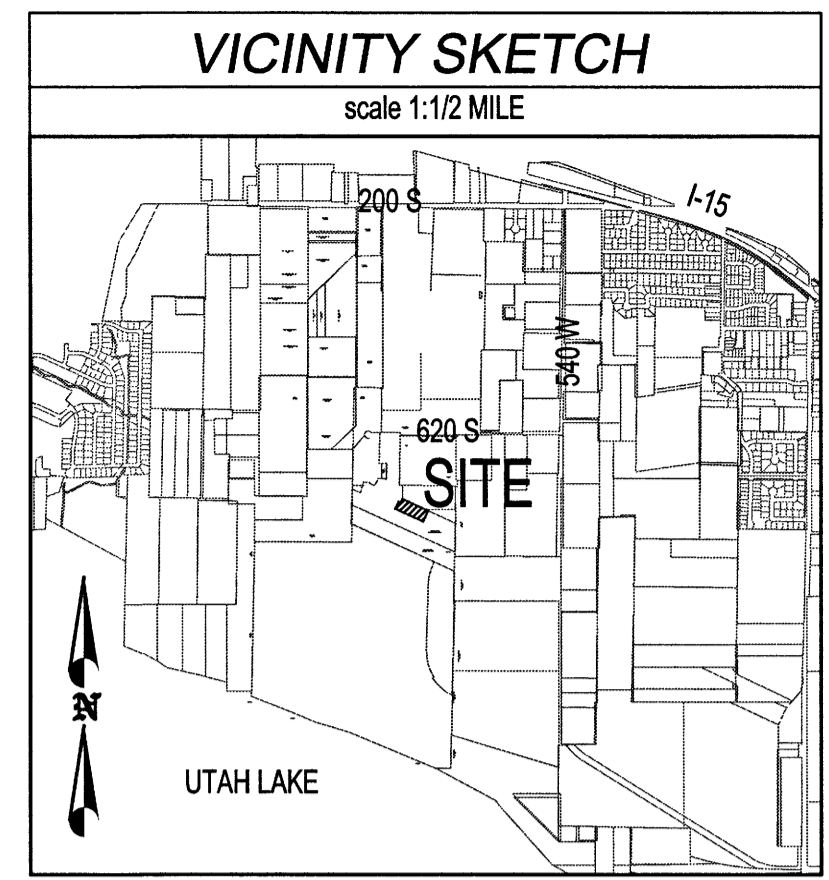 VICINITY SKETCH
scale 1:1/2 MILE
200 S
I-15
540 W
620 S
SITE
N
UTAH LAKE